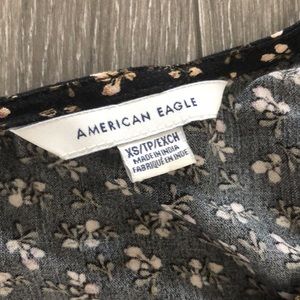 AMERICAN EAGLE
XS/TP/EXCH
MADE IN INDIA
FABRIQUÉ EN INDE